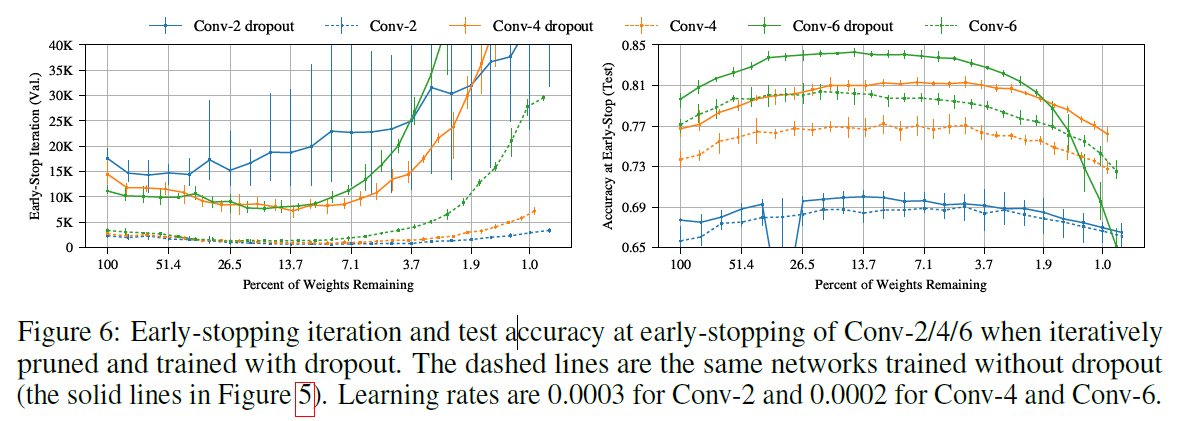 Conv-2 dropout Conv-2 Conv-4 dropout Conv-4 Conv-6 dropout Conv-6
Early-Stop Iteration (Val.)
40K
35K
30K
25K
20K
15K
10K
5K
0
100 51.4 26.5 13.7 7.1 3.7 1.9 1.0
Percent of Weights Remaining
Accuracy at Early-Stop (Test)
0.85
0.81
0.77
0.73
0.69
0.65
100 51.4 26.5 13.7 7.1 3.7 1.9 1.0
Percent of Weights Remaining
Figure 6: Early-stopping iteration and test accuracy at early-stopping of Conv-2/4/6 when iteratively
pruned and trained with dropout. The dashed lines are the same networks trained without dropout
(the solid lines in Figure 5). Learning rates are 0.0003 for Conv-2 and 0.0002 for Conv-4 and Conv-6.